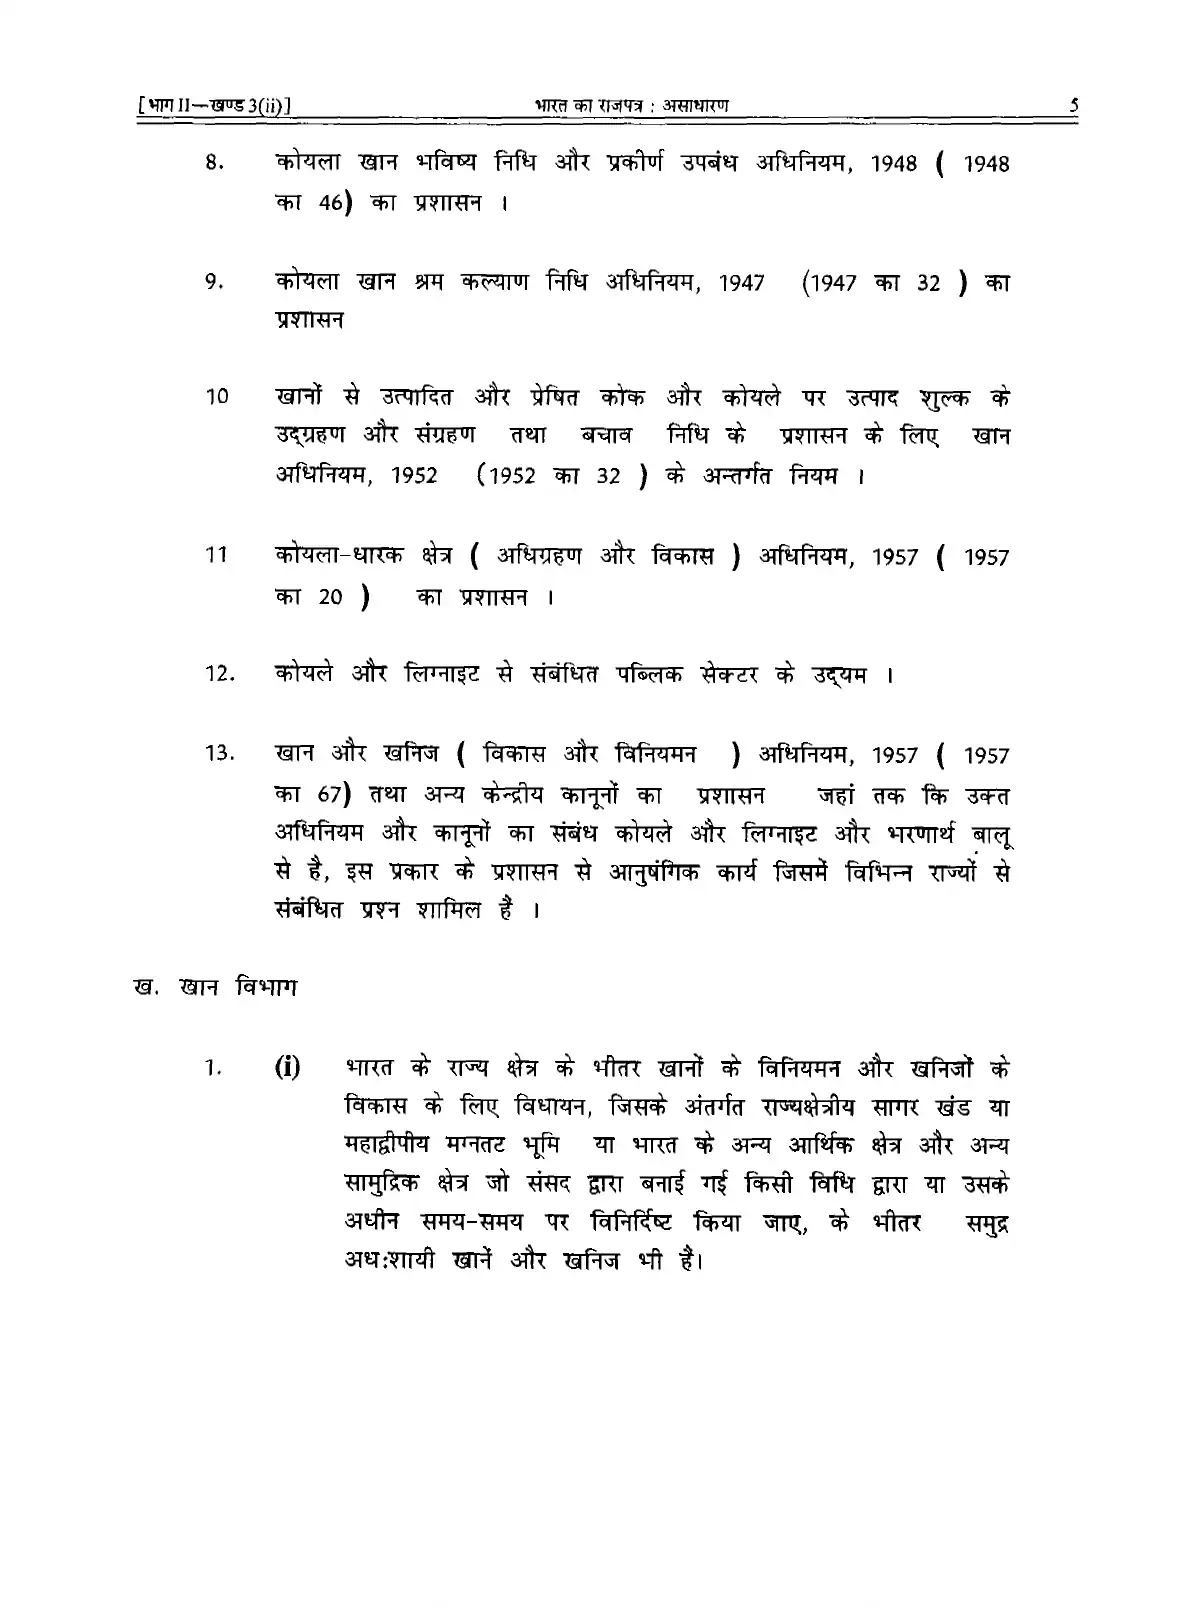 [ भाग II—खण्ड 3(ii) ] भारत का राजपत्र : असाधारण 5
8. कोयला खान भविष्य निधि और प्रकीर्ण उपबंध अधिनियम, 1948 ( 1948
का 46) का प्रशासन ।
9. कोयला खान श्रम कल्याण निधि अधिनियम, 1947 (1947 का 32 ) का
प्रशासन
10 खानों से उत्पादित और प्रेषित कोक और कोयले पर उत्पाद शुल्क के
उद्ग्रहण और संग्रहण तथा बचाव निधि के प्रशासन के लिए खान
अधिनियम, 1952 (1952 का 32 ) के अन्तर्गत नियम ।
11 कोयला-धारक क्षेत्र ( अधिग्रहण और विकास ) अधिनियम, 1957 ( 1957
का 20 ) का प्रशासन ।
12. कोयले और लिग्नाइट से संबंधित पब्लिक सेक्टर के उद्यम ।
13. खान और खनिज ( विकास और विनियमन ) अधिनियम, 1957 ( 1957
का 67) तथा अन्य केन्द्रीय कानूनों का प्रशासन जहां तक कि उक्त
अधिनियम और कानूनों का संबंध कोयले और लिग्नाइट और भरणार्थ बालू
से है, इस प्रकार के प्रशासन से आनुषंगिक कार्य जिसमें विभिन्न राज्यों से
संबंधित प्रश्न शामिल हैं ।
ख. खान विभाग
1. (i) भारत के राज्य क्षेत्र के भीतर खानों के विनियमन और खनिजों के
विकास के लिए विधायन, जिसके अंतर्गत राज्यक्षेत्रीय सागर खंड या
महाद्वीपीय मग्नतट भूमि या भारत के अन्य आर्थिक क्षेत्र और अन्य
सामुद्रिक क्षेत्र जो संसद द्वारा बनाई गई किसी विधि द्वारा या उसके
अधीन समय-समय पर विनिर्दिष्ट किया जाए, के भीतर समुद्र
अधःशायी खानें और खनिज भी हैं।